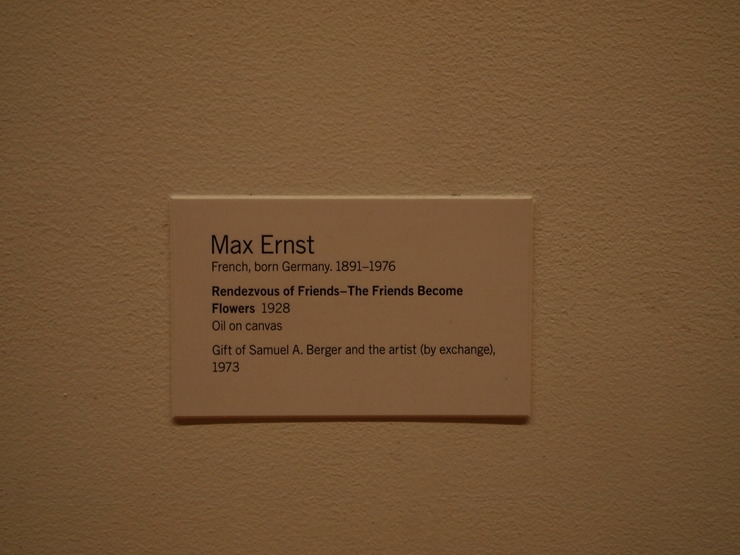 Max Ernst
French, born Germany. 1891–1976
Rendezvous of Friends–The Friends Become
Flowers 1928
Oil on canvas
Gift of Samuel A. Berger and the artist (by exchange),
1973